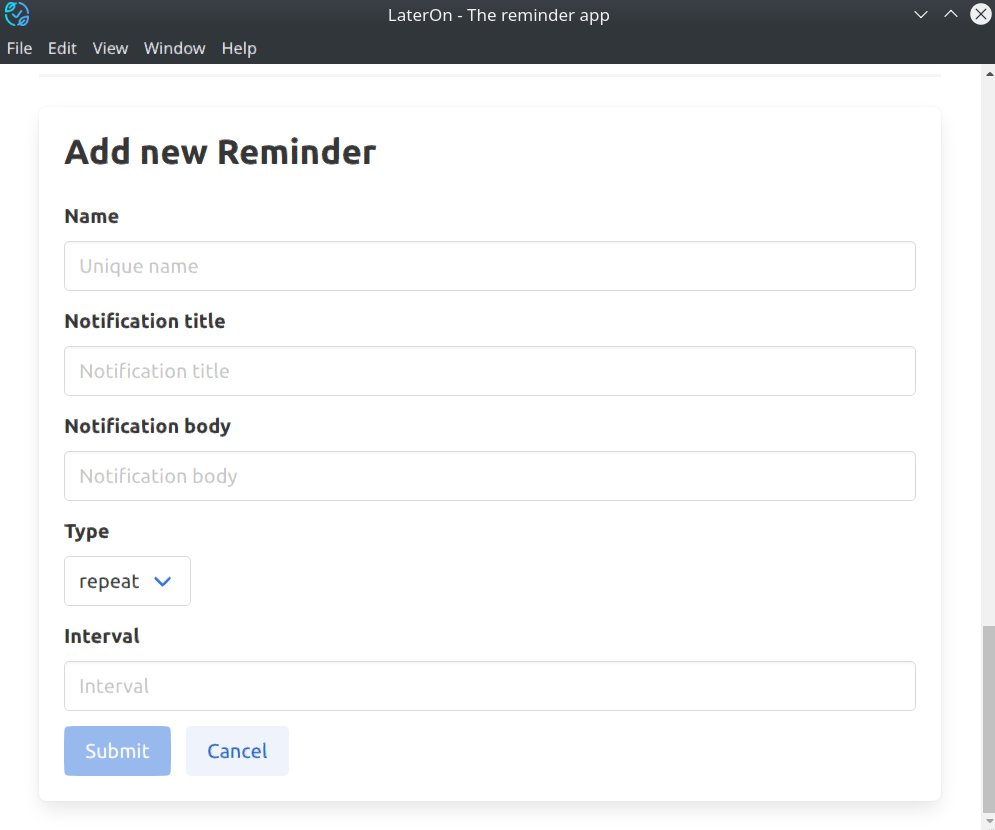 LaterOn - The reminder app
File Edit View Window Help
Add new Reminder
Name
Unique name
Notification title
Notification title
Notification body
Notification body
Type
repeat
Interval
Interval
Submit Cancel